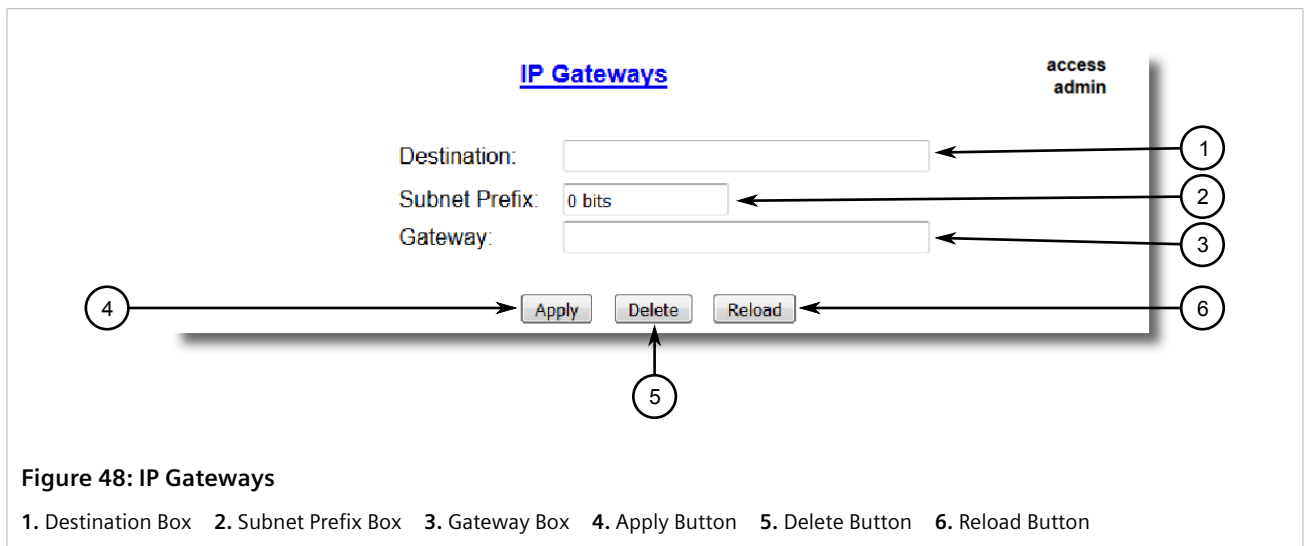 IP Gateways
access
admin
Destination:
1
Subnet Prefix: 0 bits
2
Gateway:
3
4
Apply Delete Reload
6
5
Figure 48: IP Gateways
1. Destination Box 2. Subnet Prefix Box 3. Gateway Box 4. Apply Button 5. Delete Button 6. Reload Button